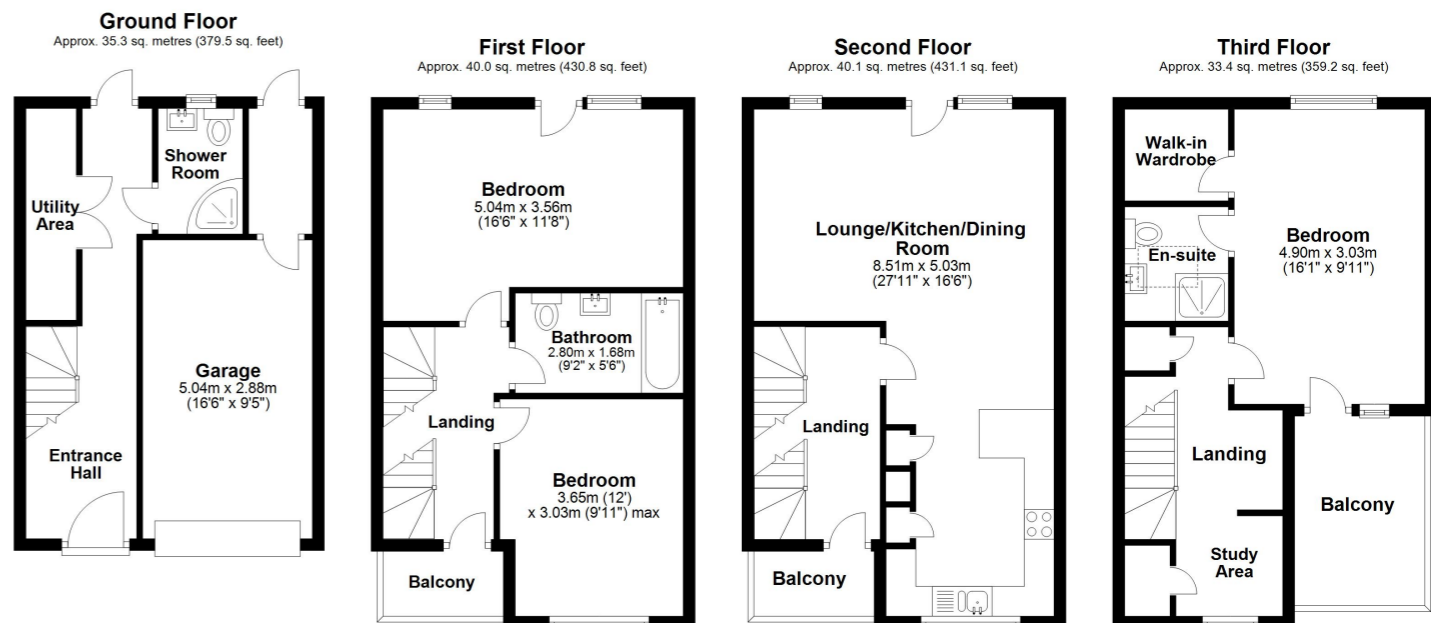 Ground Floor
Approx. 35.3 sq. metres (379.5 sq. feet)
Shower
Room
Utility
Area
Garage
5.04m x 2.88m
(16'6" x 9'5")
Entrance
Hall
First Floor
Approx. 40.0 sq. metres (430.8 sq. feet)
Bedroom
5.04m x 3.56m
(16'6" x 11'8")
Bathroom
2.80m x 1.68m
(9'2" x 5'6")
Landing
Bedroom
3.65m (12')
x 3.03m (9'11") max
Balcony
Second Floor
Approx. 40.1 sq. metres (431.1 sq. feet)
Lounge/Kitchen/Dining
Room
8.51m x 5.03m
(27'11" x 16'6")
Landing
Balcony
Third Floor
Approx. 33.4 sq. metres (359.2 sq. feet)
Walk-in
Wardrobe
En-suite
Bedroom
4.90m x 3.03m
(16'1" x 9'11")
Landing
Balcony
Study
Area